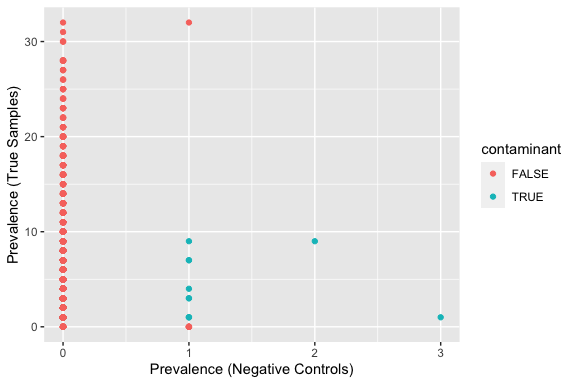 30
20
10
0
Prevalence (True Samples)
0 1 2 3
Prevalence (Negative Controls)
contaminant
FALSE
TRUE